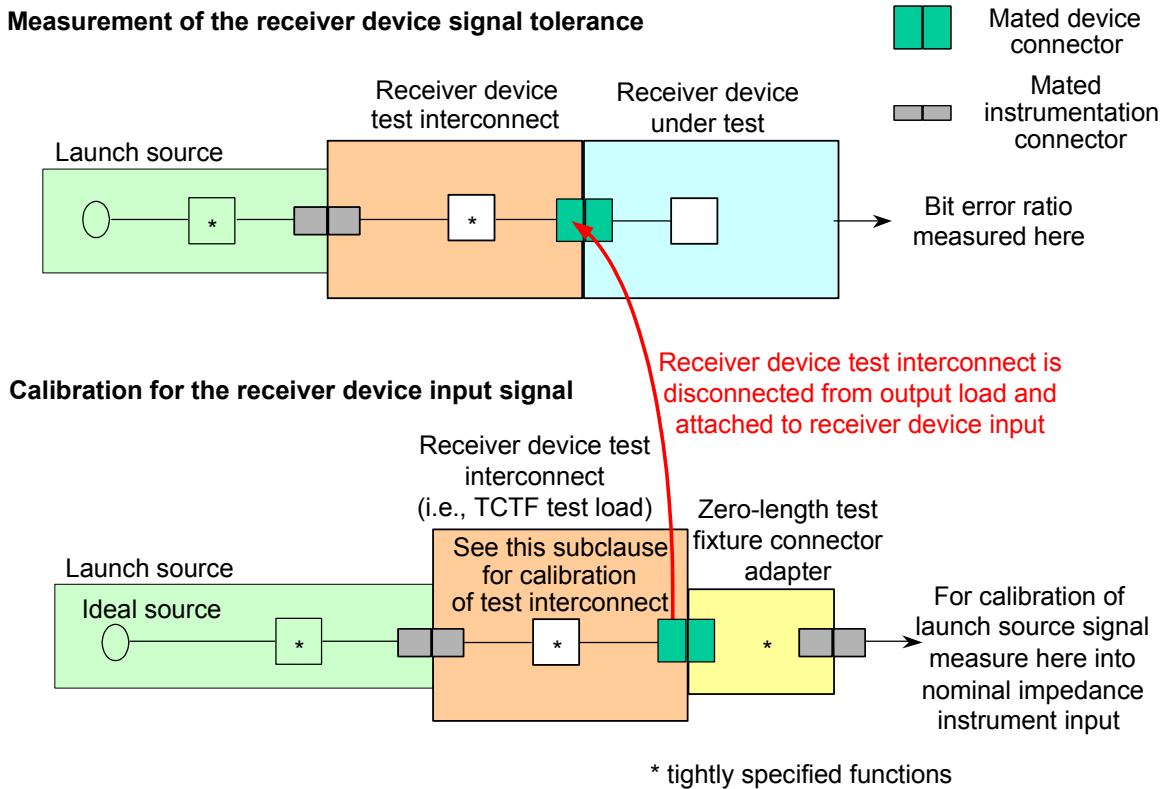 Measurement of the receiver device signal tolerance
Mated device
connector
Mated
instrumentation
connector
Receiver device
test interconnect
Receiver device
under test
Launch source
*
*
Bit error ratio
measured here
Receiver device test interconnect is
disconnected from output load and
attached to receiver device input
Calibration for the receiver device input signal
Receiver device test
interconnect
(i.e., TCTF test load)
Zero-length test
fixture connector
adapter
See this subclause
for calibration
of test interconnect
Launch source
Ideal source
*
*
*
For calibration of
launch source signal
measure here into
nominal impedance
instrument input
* tightly specified functions